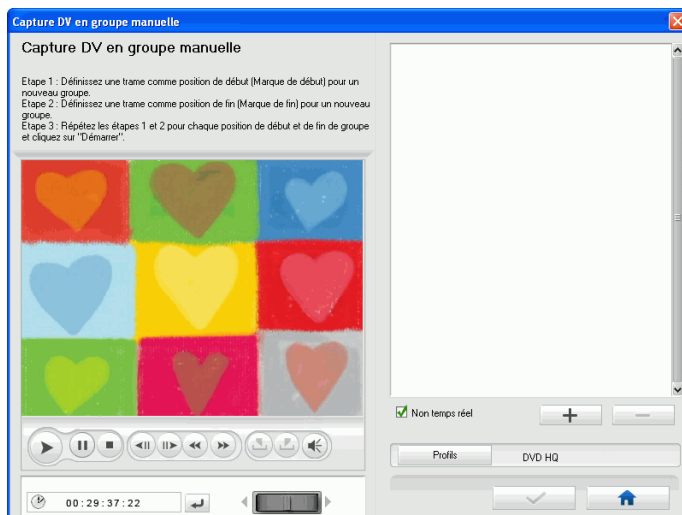 Capture DV en groupe manuelle
Capture DV en groupe manuelle
Etape 1 : Définissez une trame comme position de début (Marque de début) pour un
nouveau groupe.
Etape 2 : Définissez une trame comme position de fin (Marque de fin) pour un nouveau
groupe.
Etape 3 : Répétez les étapes 1 et 2 pour chaque position de début et de fin de groupe
et cliquez sur "Démarrer".
Non temps réel
Profils
DVD HQ
00:29:37:22